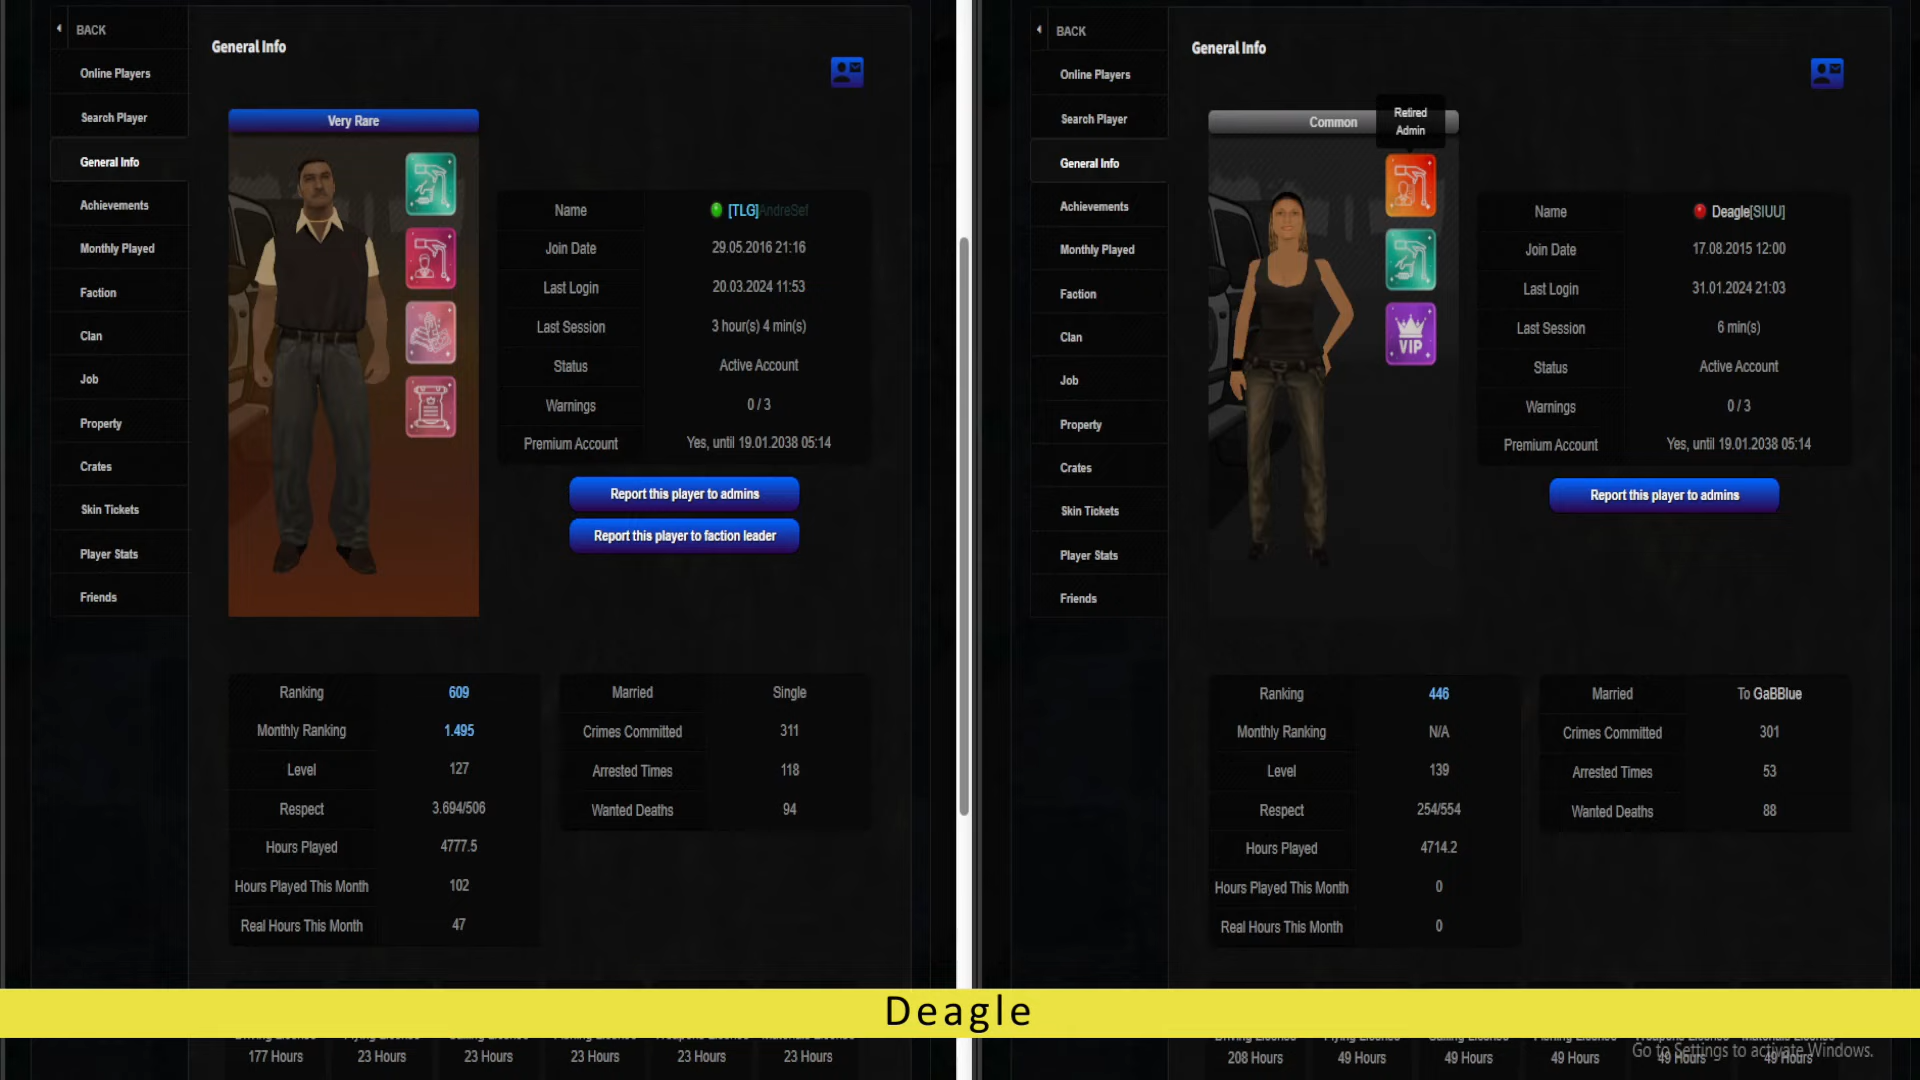 BACK
General Info
Online Players
Search Player
General Info
Achievements
Monthly Played
Faction
Clan
Job
Property
Crates
Skin Tickets
Player Stats
Friends
Very Rare
Name [TLG]AndreSef
Join Date 29.05.2016 21:16
Last Login 20.03.2024 11:53
Last Session 3 hour(s) 4 min(s)
Status Active Account
Warnings 0 / 3
Premium Account Yes, until 19.01.2038 05:14
Report this player to admins
Report this player to faction leader
Ranking 609
Monthly Ranking 1.495
Level 127
Respect 3.694/506
Hours Played 4777.5
Hours Played This Month 102
Real Hours This Month 47
Married Single
Crimes Committed 311
Arrested Times 118
Wanted Deaths 94
177 Hours 23 Hours 23 Hours 23 Hours 23 Hours 23 Hours
BACK
General Info
Online Players
Search Player
General Info
Achievements
Monthly Played
Faction
Clan
Job
Property
Crates
Skin Tickets
Player Stats
Friends
Common
Retired
Admin
VIP
Name Deagle[SIUU]
Join Date 17.08.2015 12:00
Last Login 31.01.2024 21:03
Last Session 6 min(s)
Status Active Account
Warnings 0 / 3
Premium Account Yes, until 19.01.2038 05:14
Report this player to admins
Ranking 446
Monthly Ranking N/A
Level 139
Respect 254/554
Hours Played 4714.2
Hours Played This Month 0
Real Hours This Month 0
Married To GaBBlue
Crimes Committed 301
Arrested Times 53
Wanted Deaths 88
208 Hours 49 Hours 49 Hours 49 Hours 49 Hours 49 Hours
Go to Settings to activate Windows.
Deagle